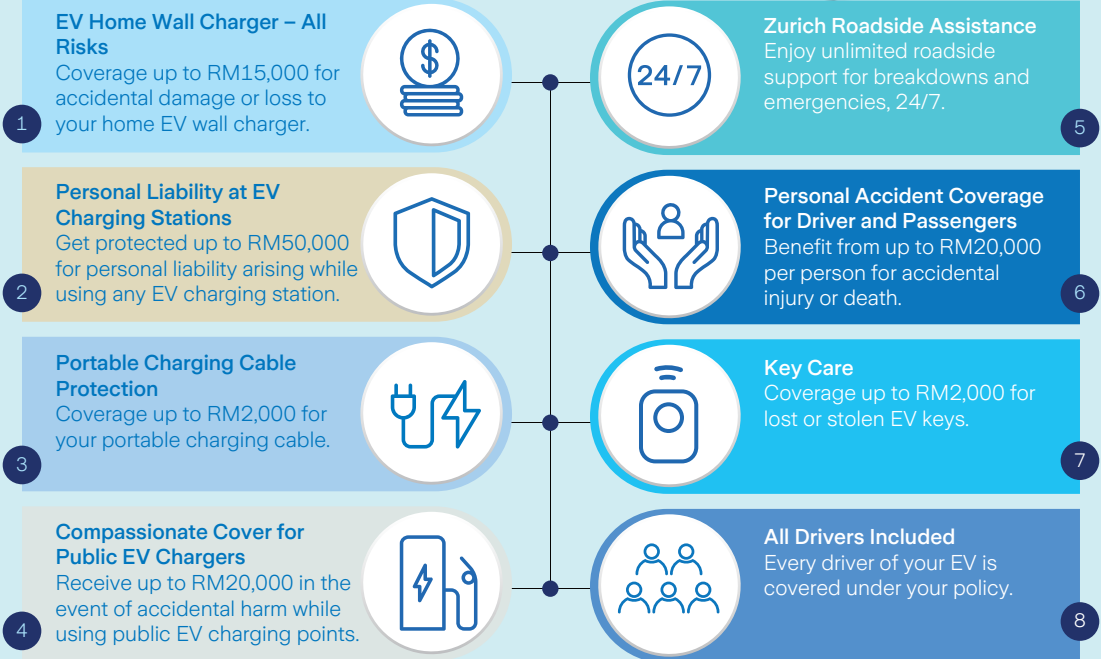 EV Home Wall Charger – All
Risks
Coverage up to RM15,000 for
accidental damage or loss to
your home EV wall charger.
1
$
Personal Liability at EV
Charging Stations
Get protected up to RM50,000
for personal liability arising while
using any EV charging station.
2
Portable Charging Cable
Protection
Coverage up to RM2,000 for
your portable charging cable.
3
Compassionate Cover for
Public EV Chargers
Receive up to RM20,000 in the
event of accidental harm while
using public EV charging points.
4
24/7
Zurich Roadside Assistance
Enjoy unlimited roadside
support for breakdowns and
emergencies, 24/7.
5
Personal Accident Coverage
for Driver and Passengers
Benefit from up to RM20,000
per person for accidental
injury or death.
6
Key Care
Coverage up to RM2,000 for
lost or stolen EV keys.
7
All Drivers Included
Every driver of your EV is
covered under your policy.
8